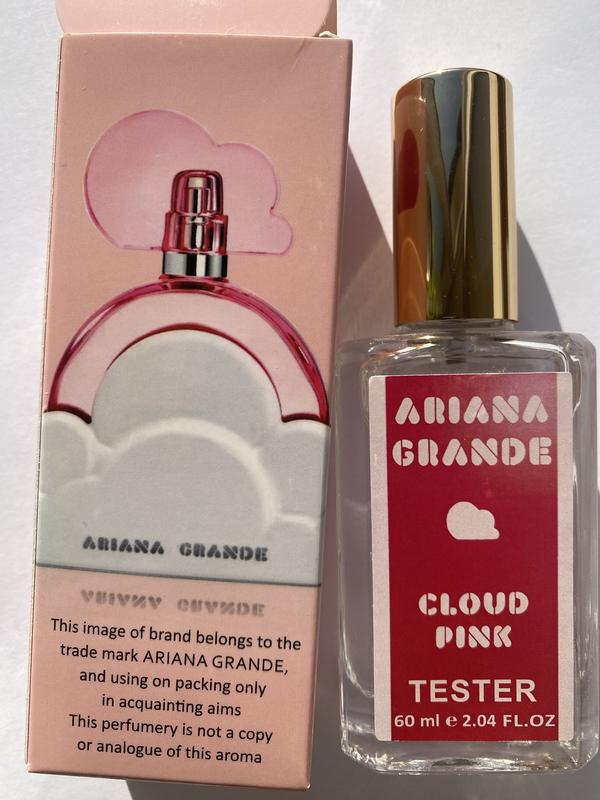 ARIANA GRANDE
ARIANA GRANDE
This image of brand belongs to the
trade mark ARIANA GRANDE,
and using on packing only
in acquainting aims
This perfumery is not a copy
or analogue of this aroma
ARIANA
GRANDE
CLOUD
PINK
TESTER
60 ml e 2.04 FL.OZ